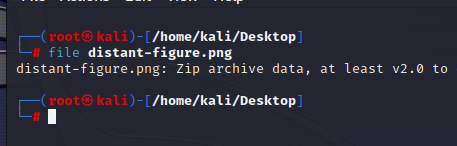 ┌──(root㉿kali)-[/home/kali/Desktop]
└─# file distant-figure.png
distant-figure.png: Zip archive data, at least v2.0 to
┌──(root㉿kali)-[/home/kali/Desktop]
└─#